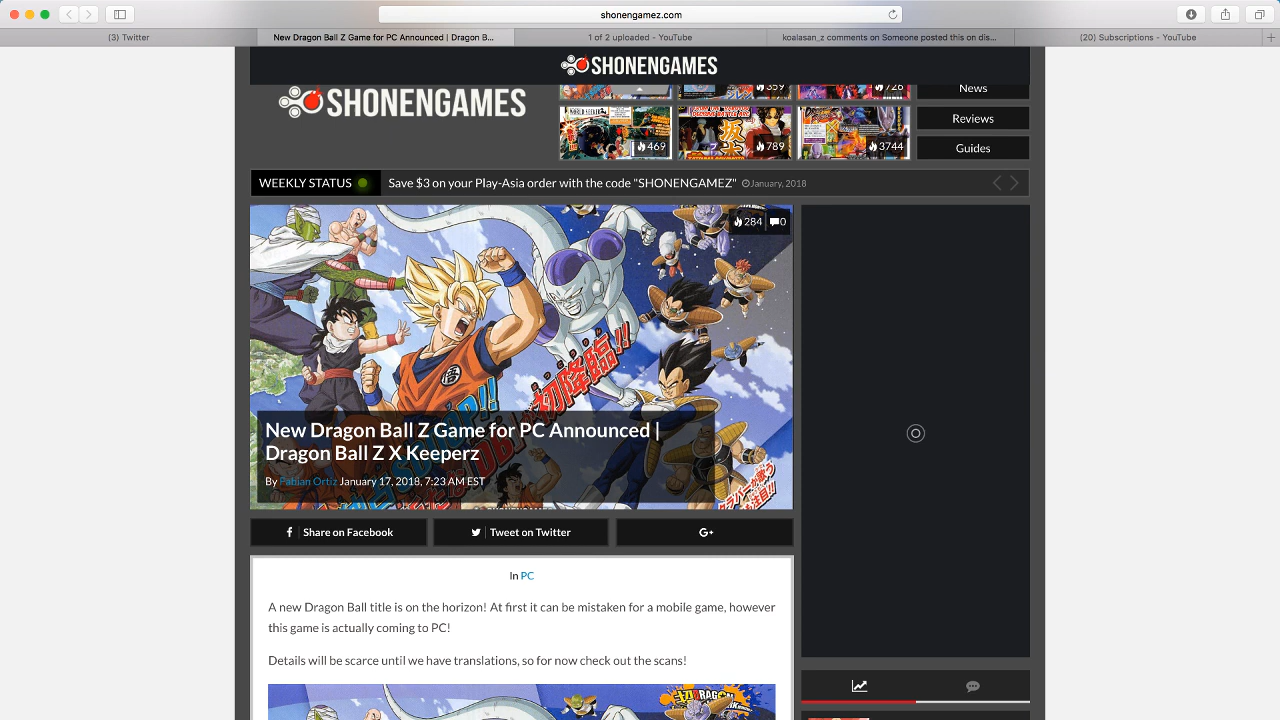 shonengamez.com
(3) Twitter
New Dragon Ball Z Game for PC Announced | Dragon B...
1 of 2 uploaded - YouTube
koalasan_z comments on Someone posted this on dis...
(20) Subscriptions - YouTube
SHONENGAMES
SHONENGAMES
359
726
News
469
789
3744
Reviews
Guides
WEEKLY STATUS
Save $3 on your Play-Asia order with the code "SHONENGAMEZ" January, 2018
284 0
初降臨!!
New Dragon Ball Z Game for PC Announced |
Dragon Ball Z X Keeperz
By Fabian Ortiz January 17, 2018, 7:23 AM EST
Share on Facebook
Tweet on Twitter
G+
In PC
A new Dragon Ball title is on the horizon! At first it can be mistaken for a mobile game, however
this game is actually coming to PC!
Details will be scarce until we have translations, so for now check out the scans!